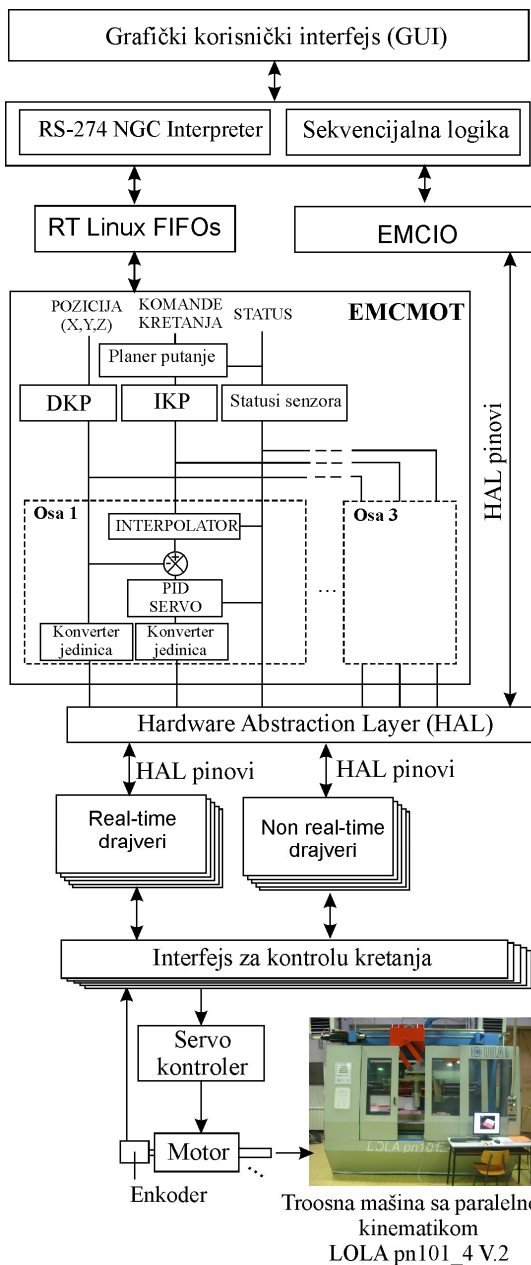 Grafički korisnički interfejs (GUI)
RS-274 NGC Interpreter
Sekvencijalna logika
RT Linux FIFOs
EMCIO
POZICIJA
(X,Y,Z)
KOMANDE
KRETANJA
STATUS
EMCMOT
Planer putanje
DKP
IKP
Statusi senzora
HAL pinovi
Osa 1
Osa 3
INTERPOLATOR
+
-
PID
SERVO
...
Konverter
jedinica
Konverter
jedinica
Hardware Abstraction Layer (HAL)
HAL pinovi
HAL pinovi
Real-time
drajveri
Non real-time
drajveri
Interfejs za kontrolu kretanja
Servo
kontroler
Motor
...
Enkoder
LOLA pn101
Troosna mašina sa paralelno
kinematikom
LOLA pn101_4 V.2